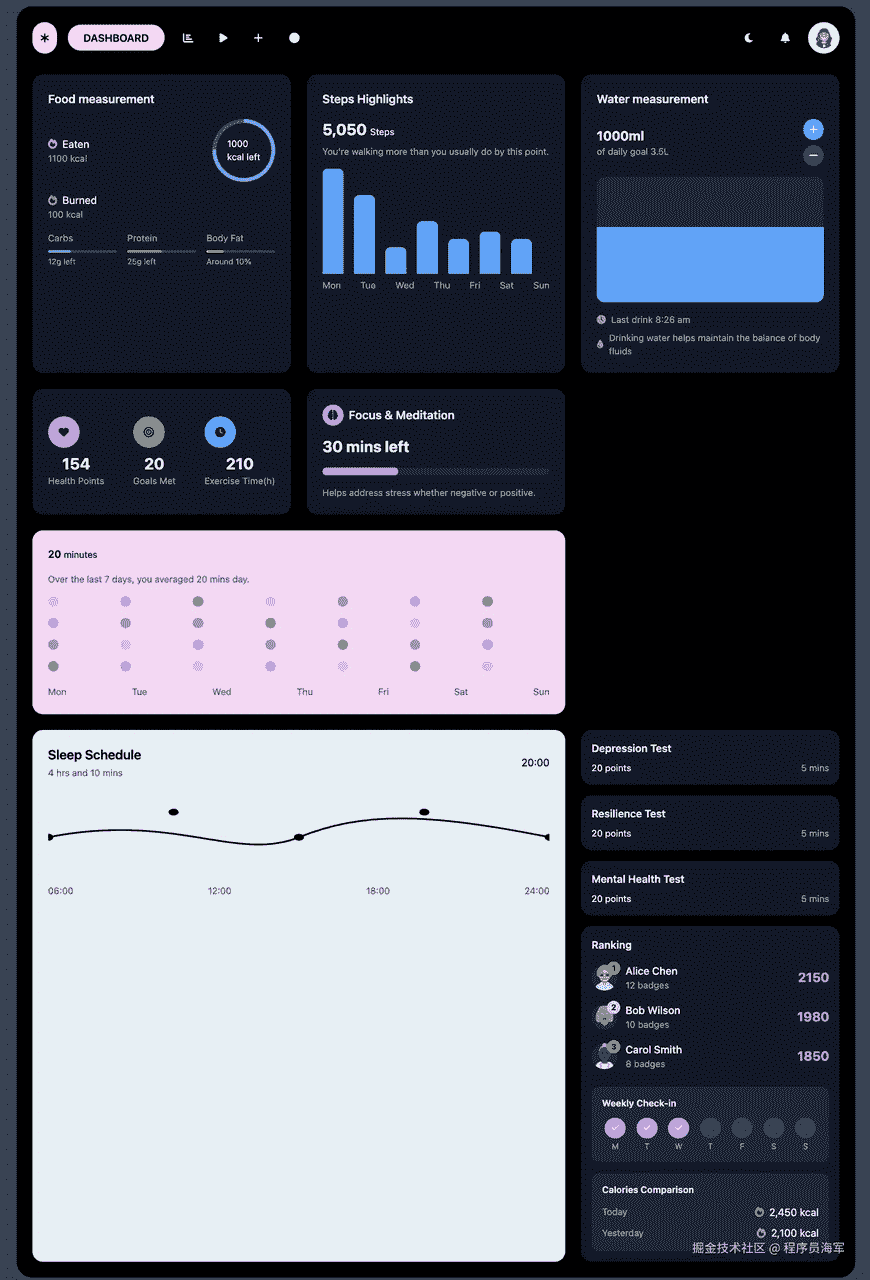 DASHBOARD
Food measurement
Eaten
1100 kcal
1000
kcal left
Burned
100 kcal
Carbs Protein Body Fat
12g left 25g left Around 10%
Steps Highlights
5,050 Steps
You're walking more than you usually do by this point.
Mon Tue Wed Thu Fri Sat Sun
Water measurement
1000ml
of daily goal 3.5L
Last drink 8:26 am
Drinking water helps maintain the balance of body
fluids
154 20 210
Health Points Goals Met Exercise Time(h)
Focus & Meditation
30 mins left
Helps address stress whether negative or positive.
20 minutes
Over the last 7 days, you averaged 20 mins day.
Mon Tue Wed Thu Fri Sat Sun
Sleep Schedule
4 hrs and 10 mins
20:00
06:00 12:00 18:00 24:00
Depression Test
20 points 5 mins
Resilience Test
20 points 5 mins
Mental Health Test
20 points 5 mins
Ranking
1
Alice Chen
12 badges
2150
2
Bob Wilson
10 badges
1980
3
Carol Smith
8 badges
1850
Weekly Check-in
M T W T F S S
Calories Comparison
Today 2,450 kcal
Yesterday 2,100 kcal
掘金技术社区 @ 程序员海军